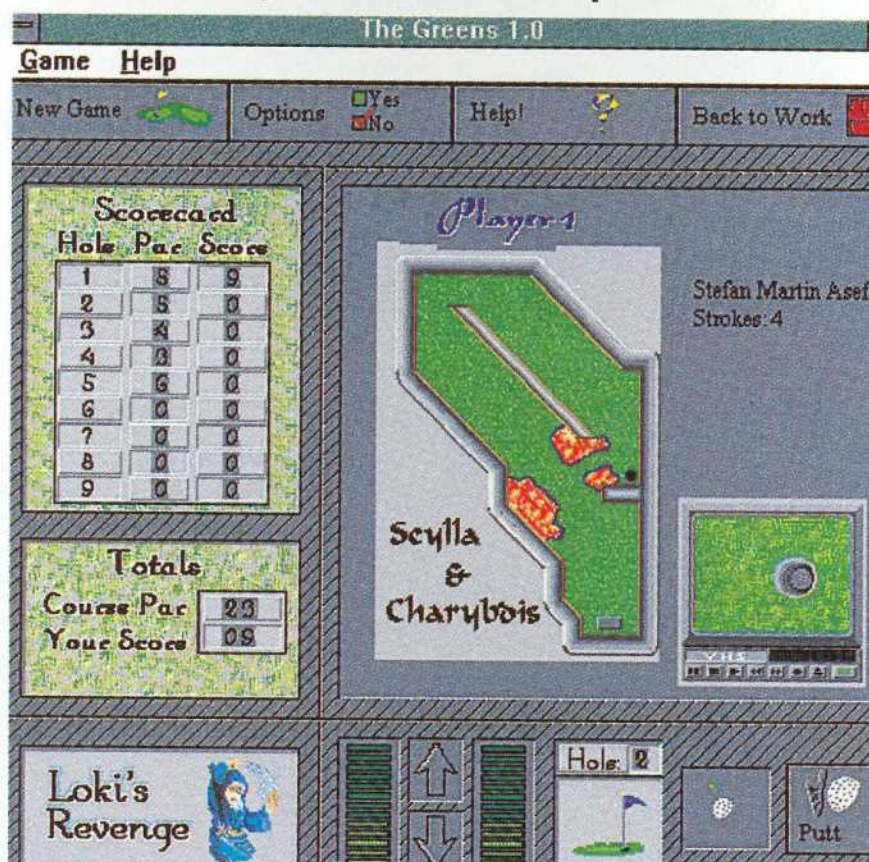 The Greens 1.0
Game Help
New Game Options Yes No Help! Back to Work
Scorecard
Hole Par Score
1 5 9
2 5 0
3 4 0
4 3 0
5 6 0
6 0 0
7 0 0
8 0 0
9 0 0
Totals
Course Par 23
Your Score 09
Loki's
Revenge
Player 1
Stefan Martin Asef
Strokes: 4
Scylla
&
Charybdis
VHS
Hole: 2
Putt